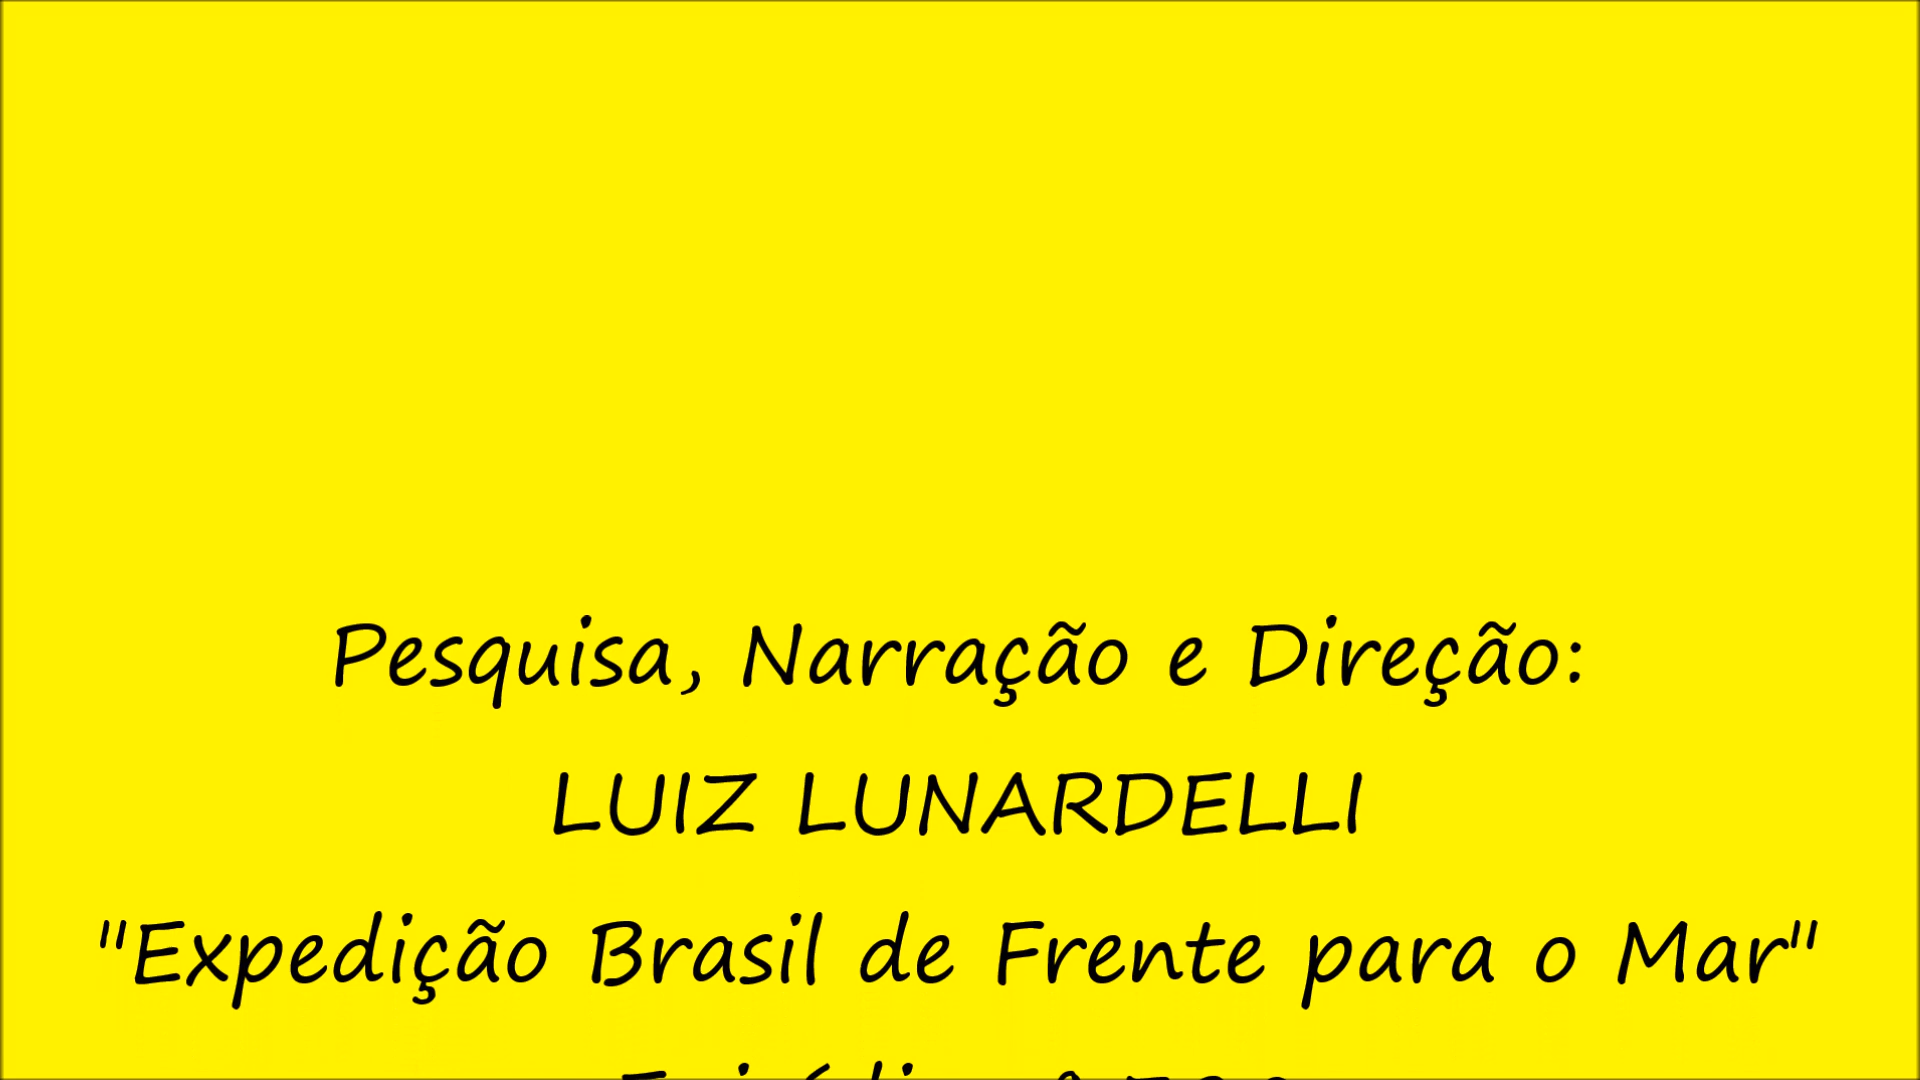 Pesquisa, Narração e Direção:
LUIZ LUNARDELLI
"Expedição Brasil de Frente para o Mar"